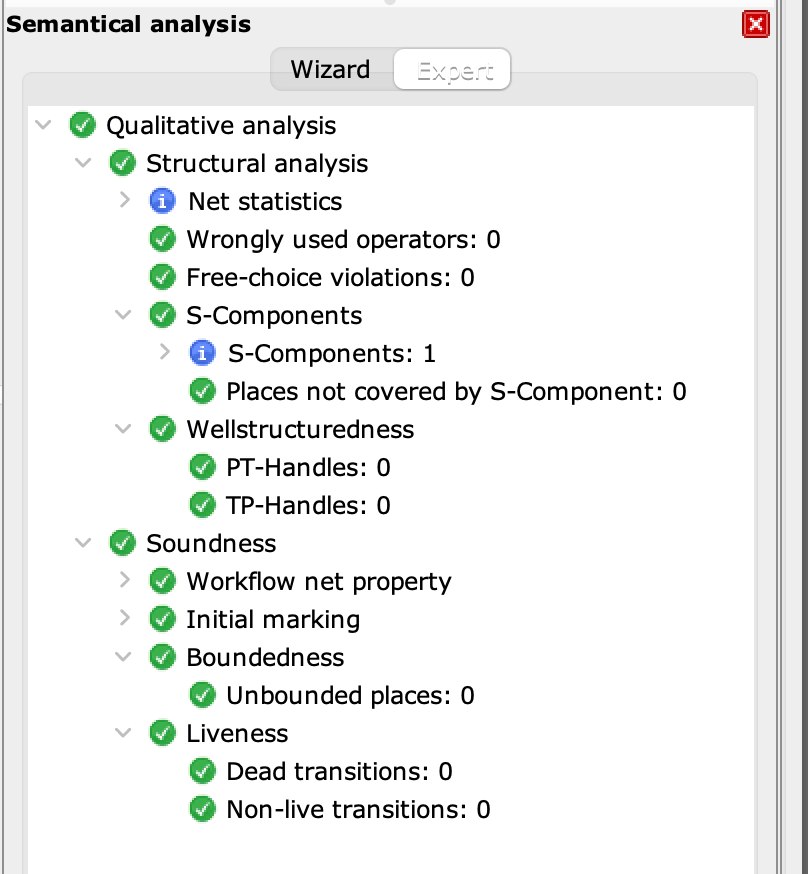 Semantical analysis
Wizard Expert
Qualitative analysis
Structural analysis
Net statistics
Wrongly used operators: 0
Free-choice violations: 0
S-Components
S-Components: 1
Places not covered by S-Component: 0
Wellstructuredness
PT-Handles: 0
TP-Handles: 0
Soundness
Workflow net property
Initial marking
Boundedness
Unbounded places: 0
Liveness
Dead transitions: 0
Non-live transitions: 0